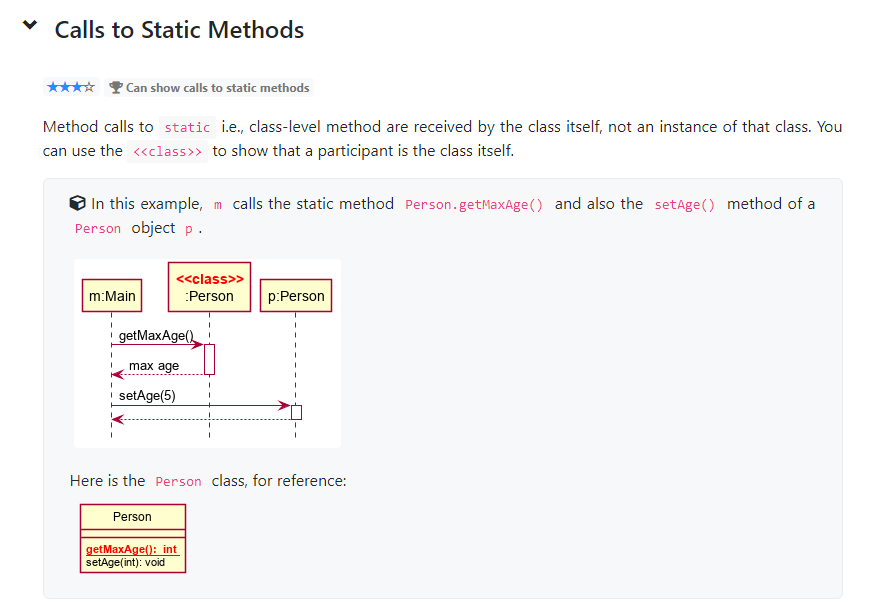 Calls to Static Methods
★★★☆ 🏆 Can show calls to static methods
Method calls to static i.e., class-level method are received by the class itself, not an instance of that class. You
can use the <<class>> to show that a participant is the class itself.
In this example, m calls the static method Person.getMaxAge() and also the setAge() method of a
Person object p .
<<class>>
m:Main :Person p:Person
getMaxAge()
max age
setAge(5)
Here is the Person class, for reference:
Person
getMaxAge(): int
setAge(int): void